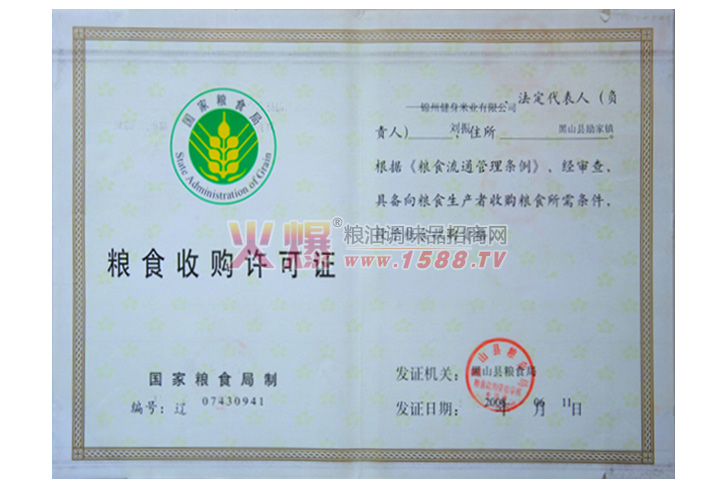 国家粮食局
State Administration of Grain
粮食收购许可证
国家粮食局制
编号：辽 07430941
锦州健身米业有限公司、法定代表人（负
责人） 刘振、住所 黑山县励家镇
根据《粮食流通管理条例》，经审查，
具备向粮食生产者收购粮食所需条件，
火爆®粮油调味品招商网
www.1588.TV
发证机关：黑山县粮食局
发证日期： 年 06月 11日